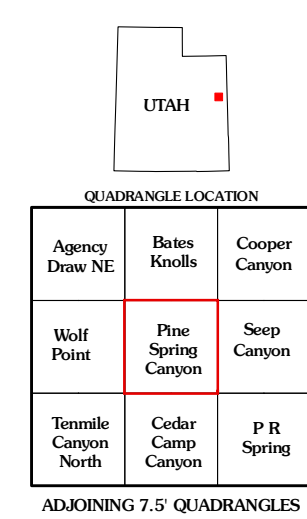 UTAH
QUADRANGLE LOCATION
Agency
Draw NE
Bates
Knolls
Cooper
Canyon
Wolf
Point
Pine
Spring
Canyon
Seep
Canyon
Tenmile
Canyon
North
Cedar
Camp
Canyon
P R
Spring
ADJOINING 7.5' QUADRANGLES